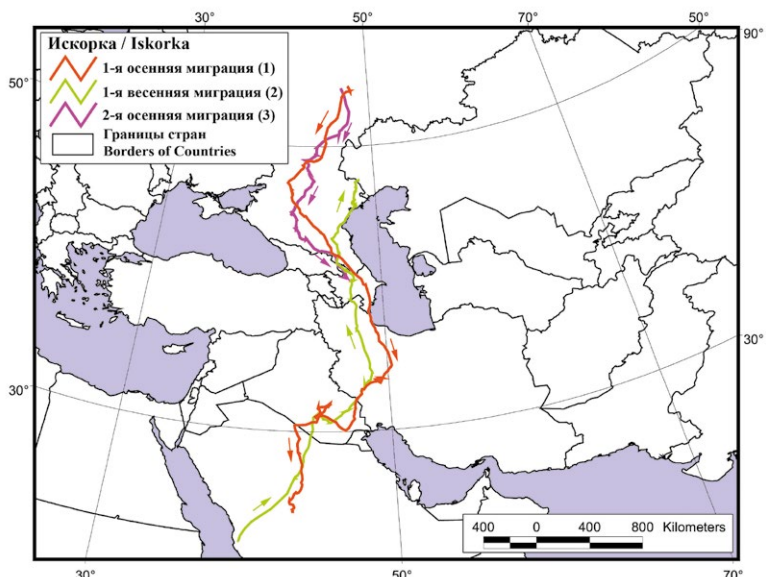 30° 50° 70° 50°
90°
Искорка / Iskorka
1-я осенняя миграция (1)
50°
1-я весенняя миграция (2)
2-я осенняя миграция (3)
Границы стран
Borders of Countries
30°
30°
400 0 400 800 Kilometers
30° 50° 70°